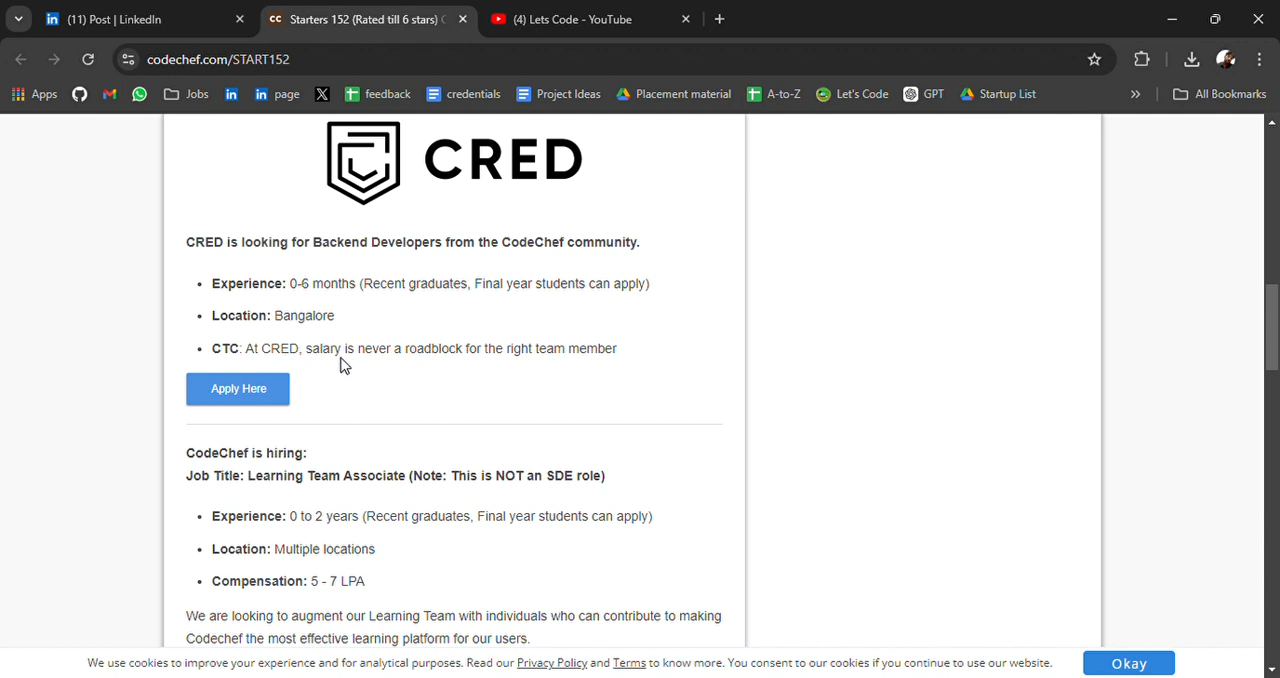 (11) Post | LinkedIn
Starters 152 (Rated till 6 stars)
(4) Lets Code - YouTube
codechef.com/START152
Apps Jobs page feedback credentials Project Ideas Placement material A-to-Z Let's Code GPT Startup List » All Bookmarks
CRED
CRED is looking for Backend Developers from the CodeChef community.
• Experience: 0-6 months (Recent graduates, Final year students can apply)
• Location: Bangalore
• CTC: At CRED, salary is never a roadblock for the right team member
Apply Here
CodeChef is hiring:
Job Title: Learning Team Associate (Note: This is NOT an SDE role)
• Experience: 0 to 2 years (Recent graduates, Final year students can apply)
• Location: Multiple locations
• Compensation: 5 - 7 LPA
We are looking to augment our Learning Team with individuals who can contribute to making
Codechef the most effective learning platform for our users.
We use cookies to improve your experience and for analytical purposes. Read our Privacy Policy and Terms to know more. You consent to our cookies if you continue to use our website.
Okay